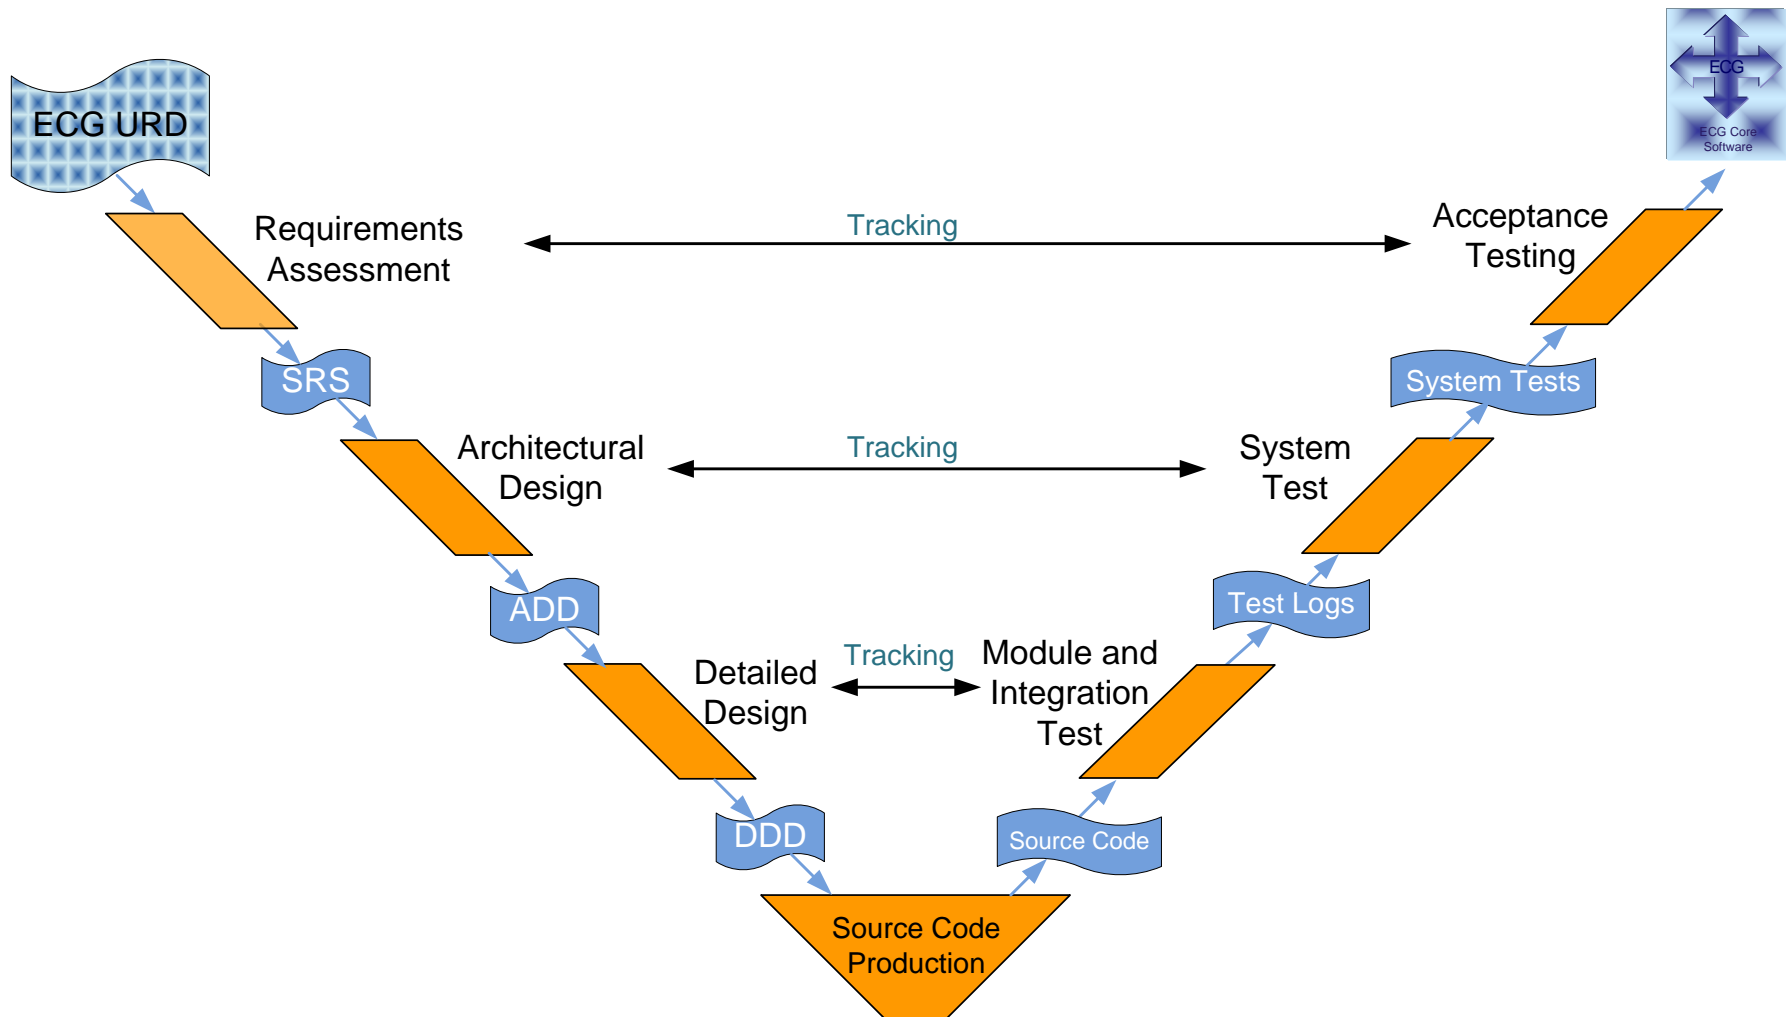 ECG
ECG Core
Software
ECG URD
Requirements
Assessment
Tracking
Acceptance
Testing
SRS
System Tests
Architectural
Design
Tracking
System
Test
ADD
Test Logs
Detailed
Design
Tracking
Module and
Integration
Test
DDD
Source Code
Source Code
Production